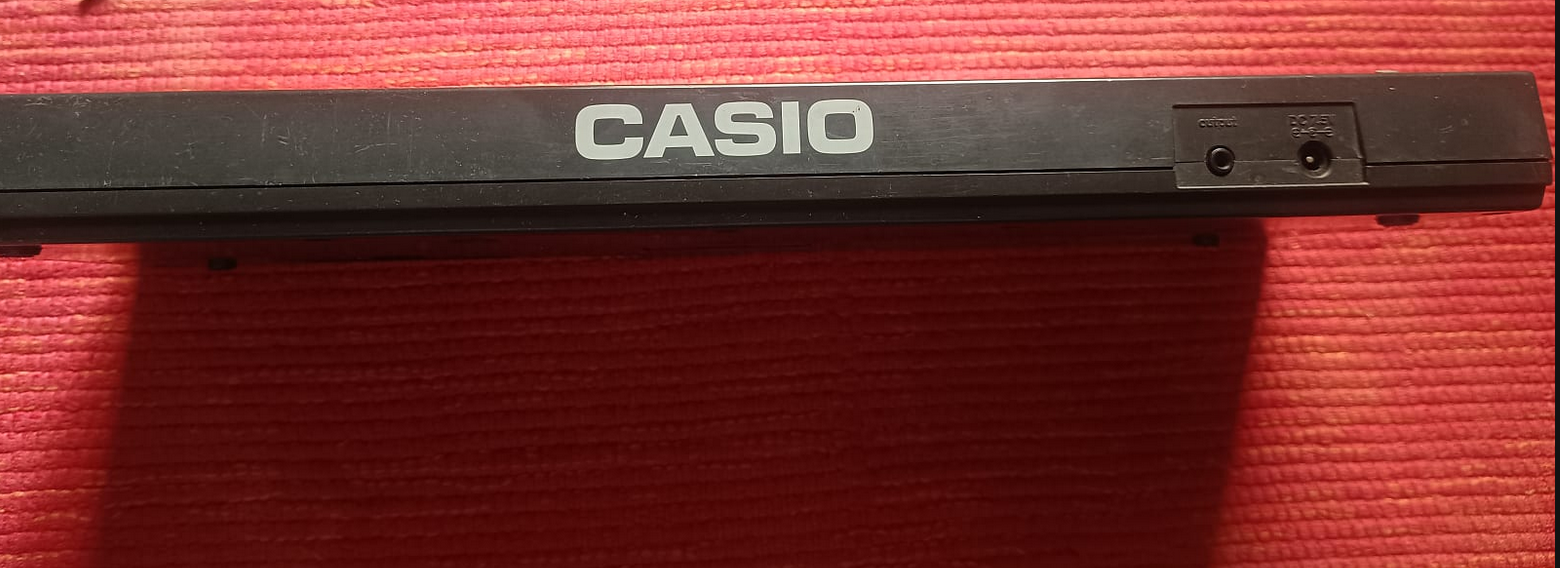 CASIO
output
DC 7.5V